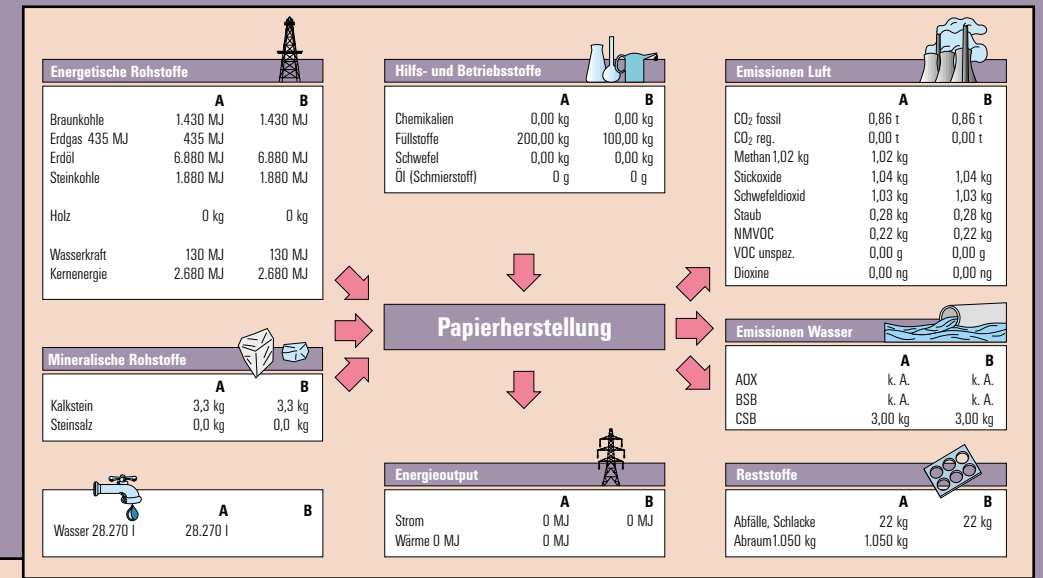 Energetische Rohstoffe
A B
Braunkohle 1.430 MJ 1.430 MJ
Erdgas 435 MJ 435 MJ
Erdöl 6.880 MJ 6.880 MJ
Steinkohle 1.880 MJ 1.880 MJ
Holz 0 kg 0 kg
Wasserkraft 130 MJ 130 MJ
Kernenergie 2.680 MJ 2.680 MJ
Mineralische Rohstoffe
A B
Kalkstein 3,3 kg 3,3 kg
Steinsalz 0,0 kg 0,0 kg
A B
Wasser 28.270 l 28.270 l
Hilfs- und Betriebsstoffe
A B
Chemikalien 0,00 kg 0,00 kg
Füllstoffe 200,00 kg 100,00 kg
Schwefel 0,00 kg 0,00 kg
Öl (Schmierstoff) 0 g 0 g
Papierherstellung
Energieoutput
A B
Strom 0 MJ 0 MJ
Wärme 0 MJ 0 MJ
Emissionen Luft
A B
CO₂ fossil 0,86 t 0,86 t
CO₂ reg. 0,00 t 0,00 t
Methan 1,02 kg 1,02 kg
Stickoxide 1,04 kg 1,04 kg
Schwefeldioxid 1,03 kg 1,03 kg
Staub 0,28 kg 0,28 kg
NMVOC 0,22 kg 0,22 kg
VOC unspez. 0,00 g 0,00 g
Dioxine 0,00 ng 0,00 ng
Emissionen Wasser
A B
AOX k. A. k. A.
BSB k. A. k. A.
CSB 3,00 kg 3,00 kg
Reststoffe
A B
Abfälle, Schlacke 22 kg 22 kg
Abraum1.050 kg 1.050 kg